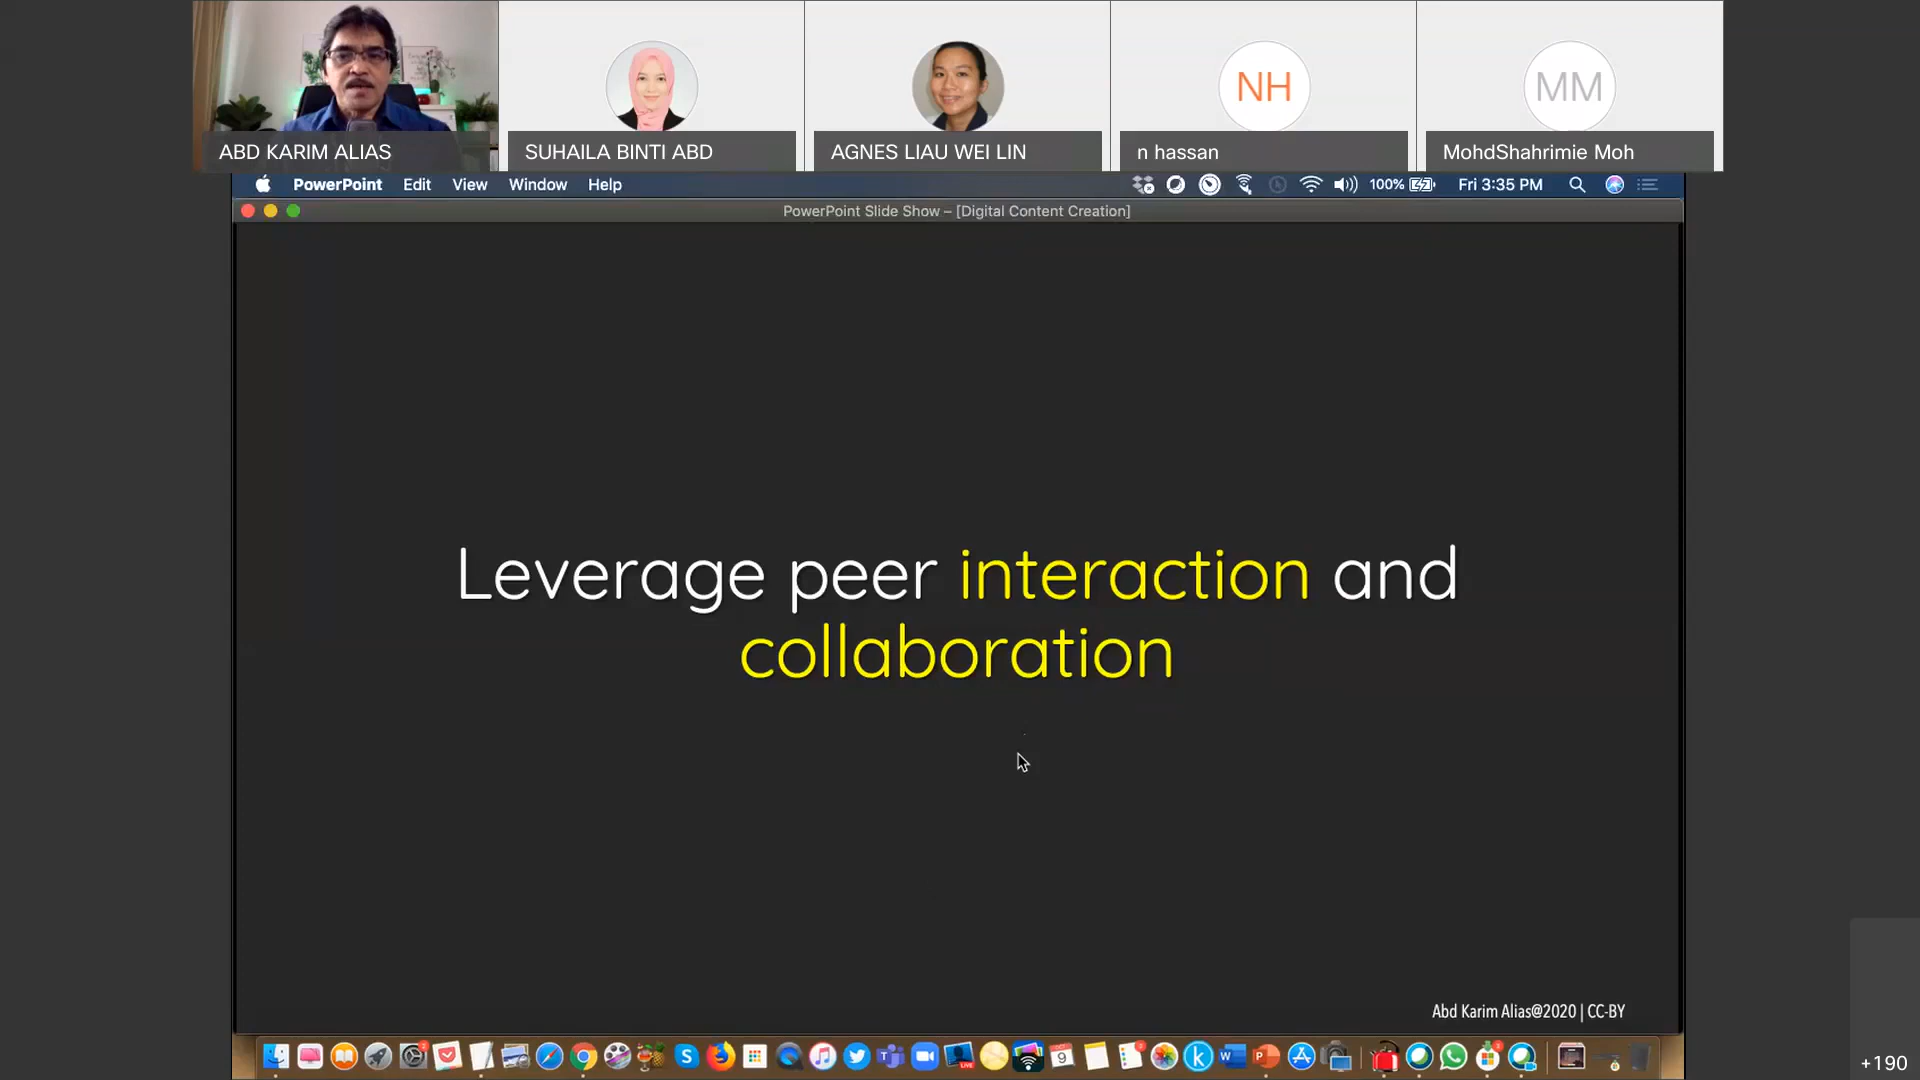 ABD KARIM ALIAS
SUHAILA BINTI ABD
AGNES LIAU WEI LIN
NH
n hassan
MM
MohdShahrimie Moh
PowerPoint Edit View Window Help
100% Fri 3:35 PM
PowerPoint Slide Show – [Digital Content Creation]
Leverage peer interaction and
collaboration
Abd Karim Alias@2020 | CC-BY
9
+190